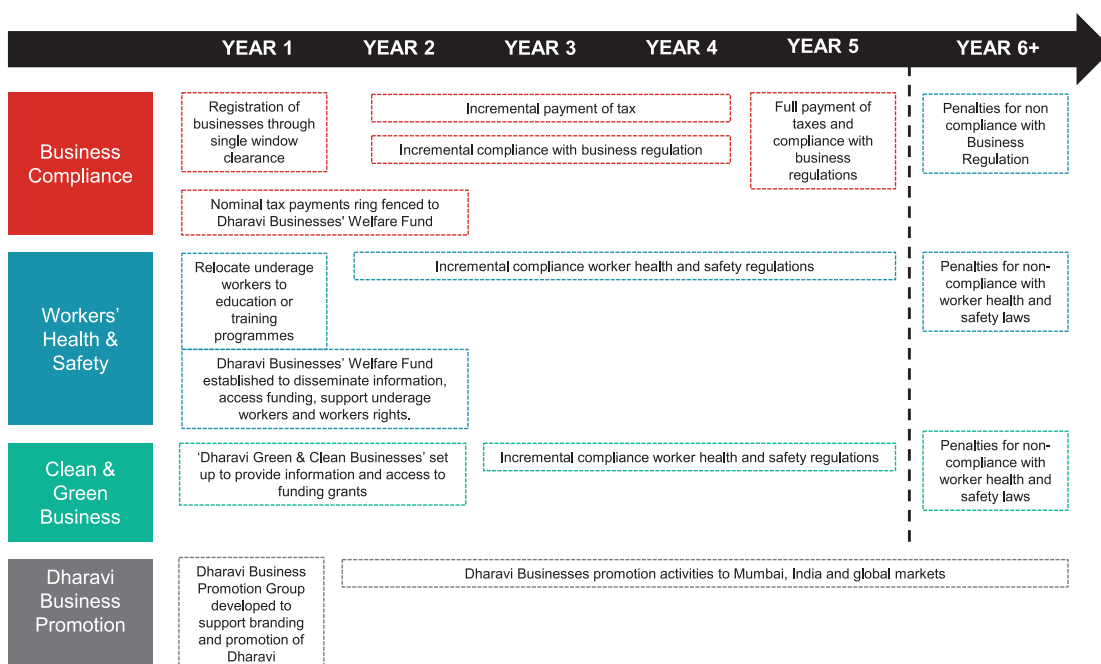 YEAR 1
YEAR 2
YEAR 3
YEAR 4
YEAR 5
YEAR 6+
Business
Compliance
Registration of
businesses through
single window
clearance
Incremental payment of tax
Incremental compliance with business regulation
Full payment of
taxes and
compliance with
business
regulations
Penalties for non
compliance with
Business
Regulation
Nominal tax payments ring fenced to
Dharavi Businesses' Welfare Fund
Workers'
Health &
Safety
Relocate underage
workers to
education or
training
programmes
Incremental compliance worker health and safety regulations
Penalties for non-
compliance with
worker health and
safety laws
Dharavi Businesses' Welfare Fund
established to disseminate information,
access funding, support underage
workers and workers rights.
Clean &
Green
Business
'Dharavi Green & Clean Businesses' set
up to provide information and access to
funding grants
Incremental compliance worker health and safety regulations
Penalties for non-
compliance with
worker health and
safety laws
Dharavi
Business
Promotion
Dharavi Business
Promotion Group
developed to
support branding
and promotion of
Dharavi
Dharavi Businesses promotion activities to Mumbai, India and global markets